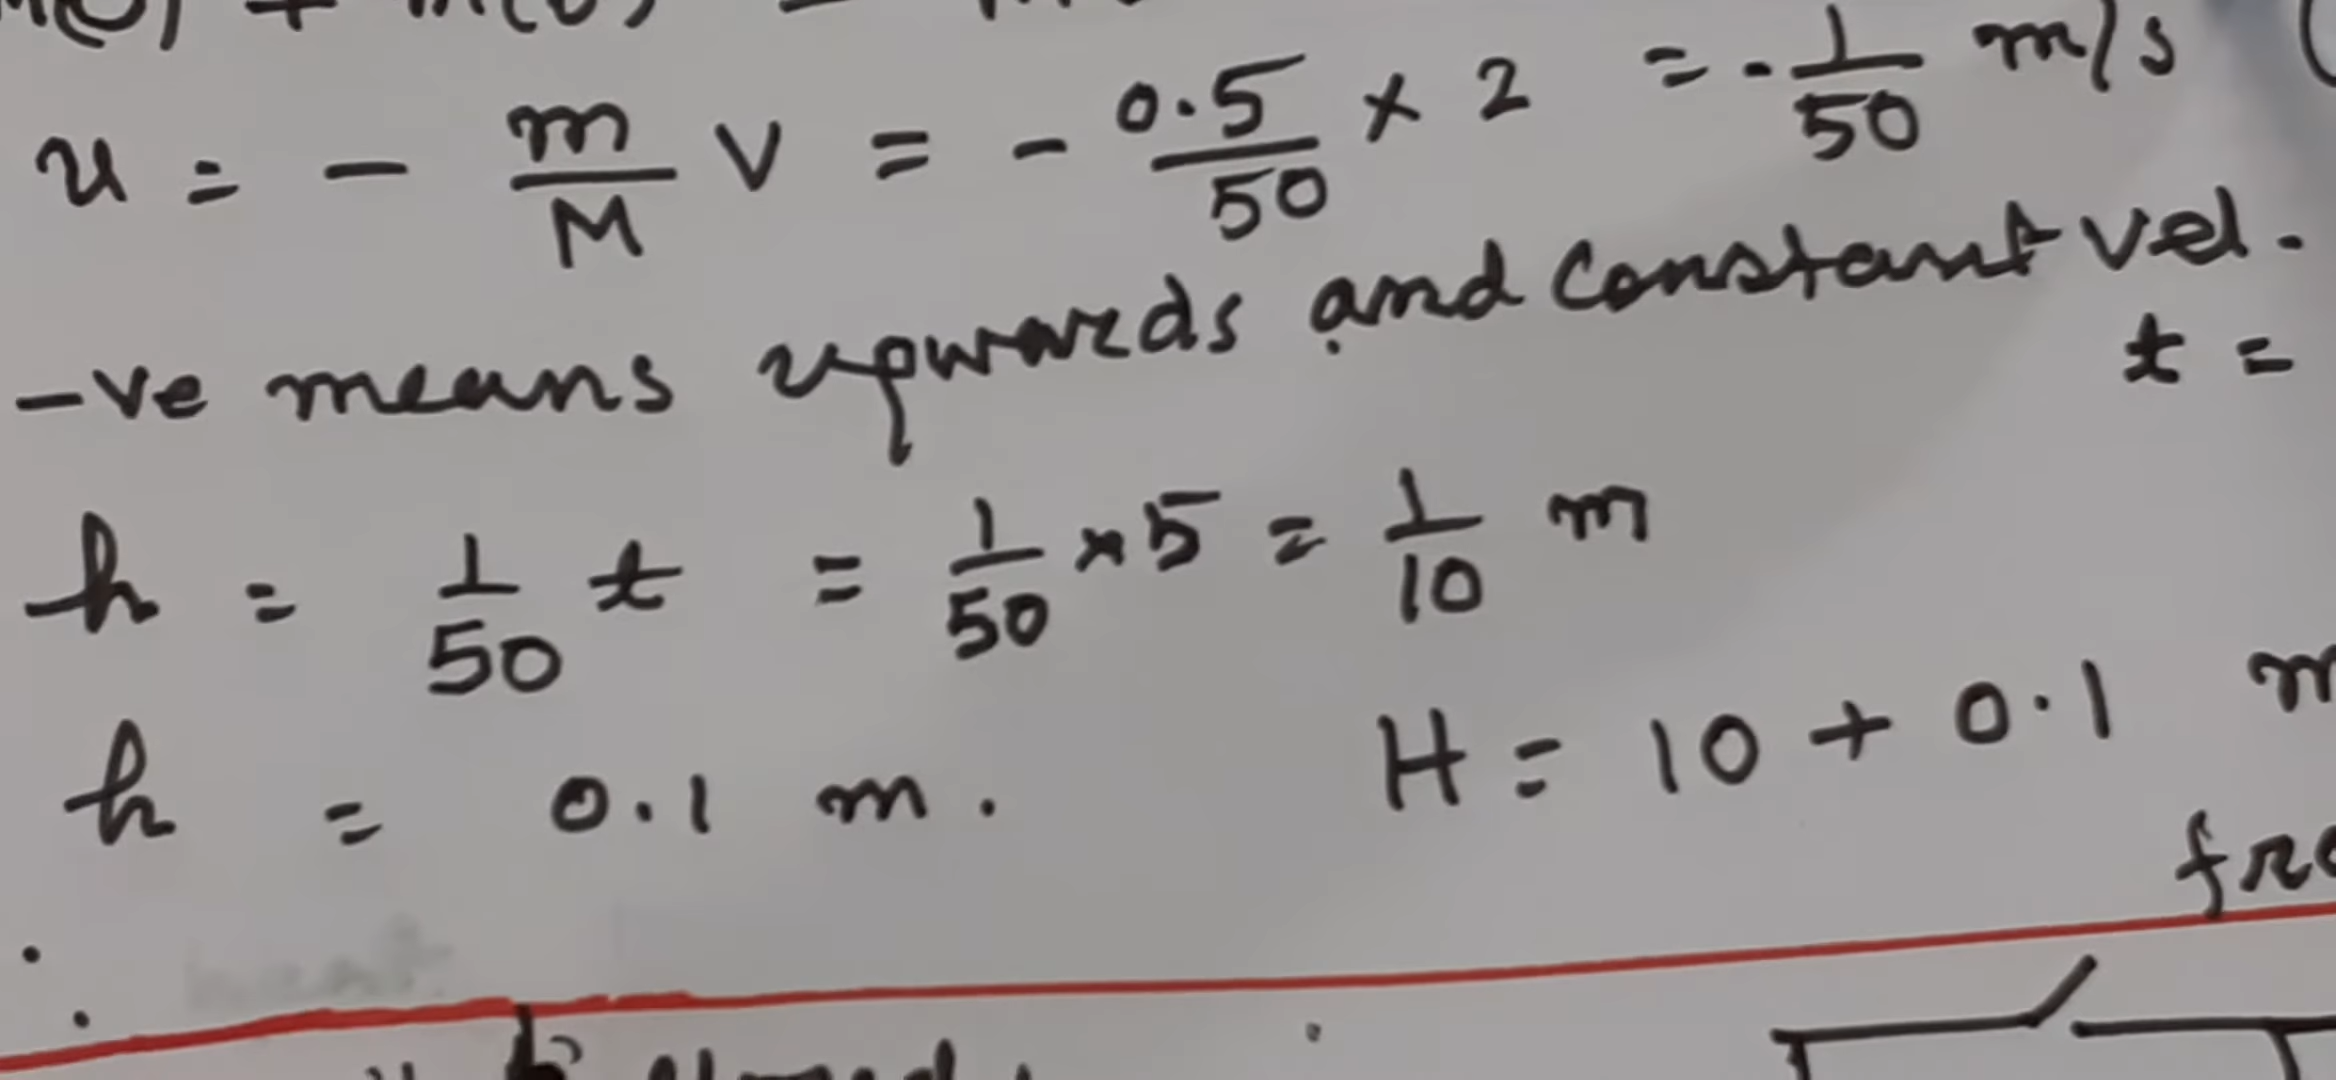 u = - m/M v = - 0.5/50 × 2 = - 1/50 m/s
-ve means upwards and constant vel.
t =
h = 1/50 t = 1/50 × 5 = 1/10 m
h = 0.1 m. H = 10 + 0.1 m